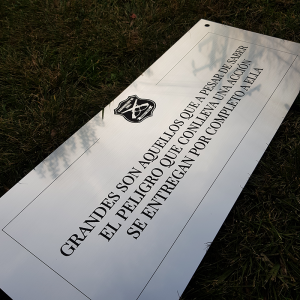 GRANDES SON AQUELLOS QUE A PESAR DE SABER
EL PELIGRO QUE CONLLEVA UNA ACCIÓN
SE ENTREGAN POR COMPLETO A ELLA